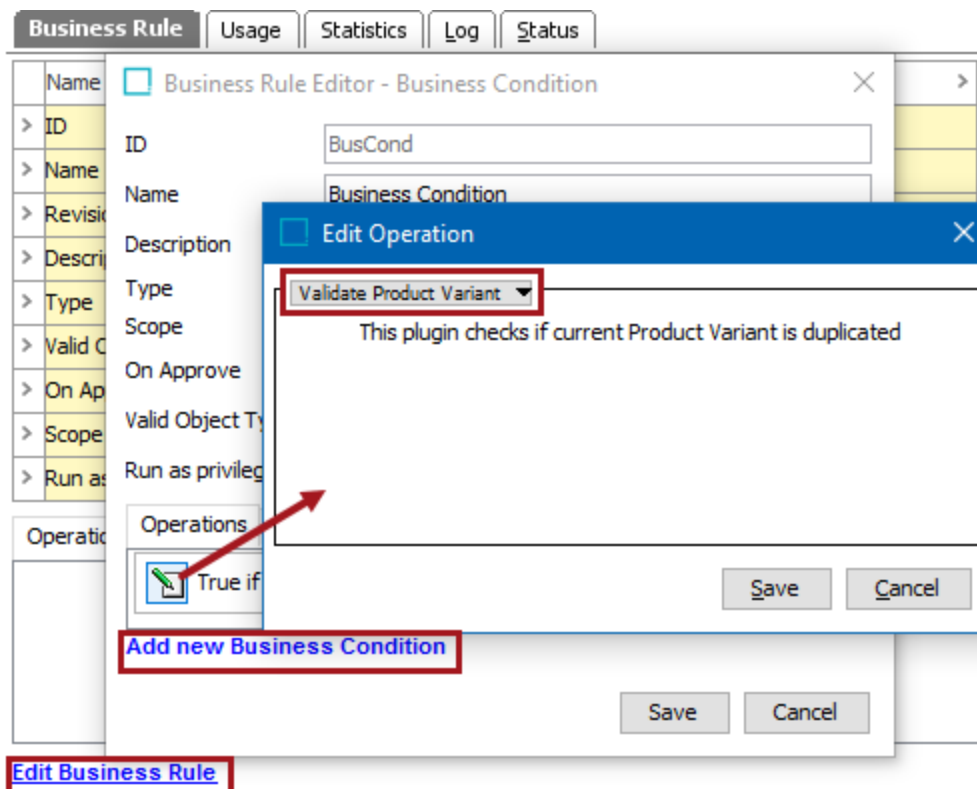 Business Rule Usage Statistics Log Status
Name
> ID
> Name
> Revisi
> Descri
> Type
> Valid O
> On Ap
> Scope
> Run as
Operatio
>
Business Rule Editor - Business Condition
ID BusCond
Name Business Condition
Description
Type
Scope
On Approve
Valid Object Ty
Run as privileg
Operations
True if
Add new Business Condition
Save Cancel
Edit Operation
Validate Product Variant
This plugin checks if current Product Variant is duplicated
Save Cancel
Edit Business Rule